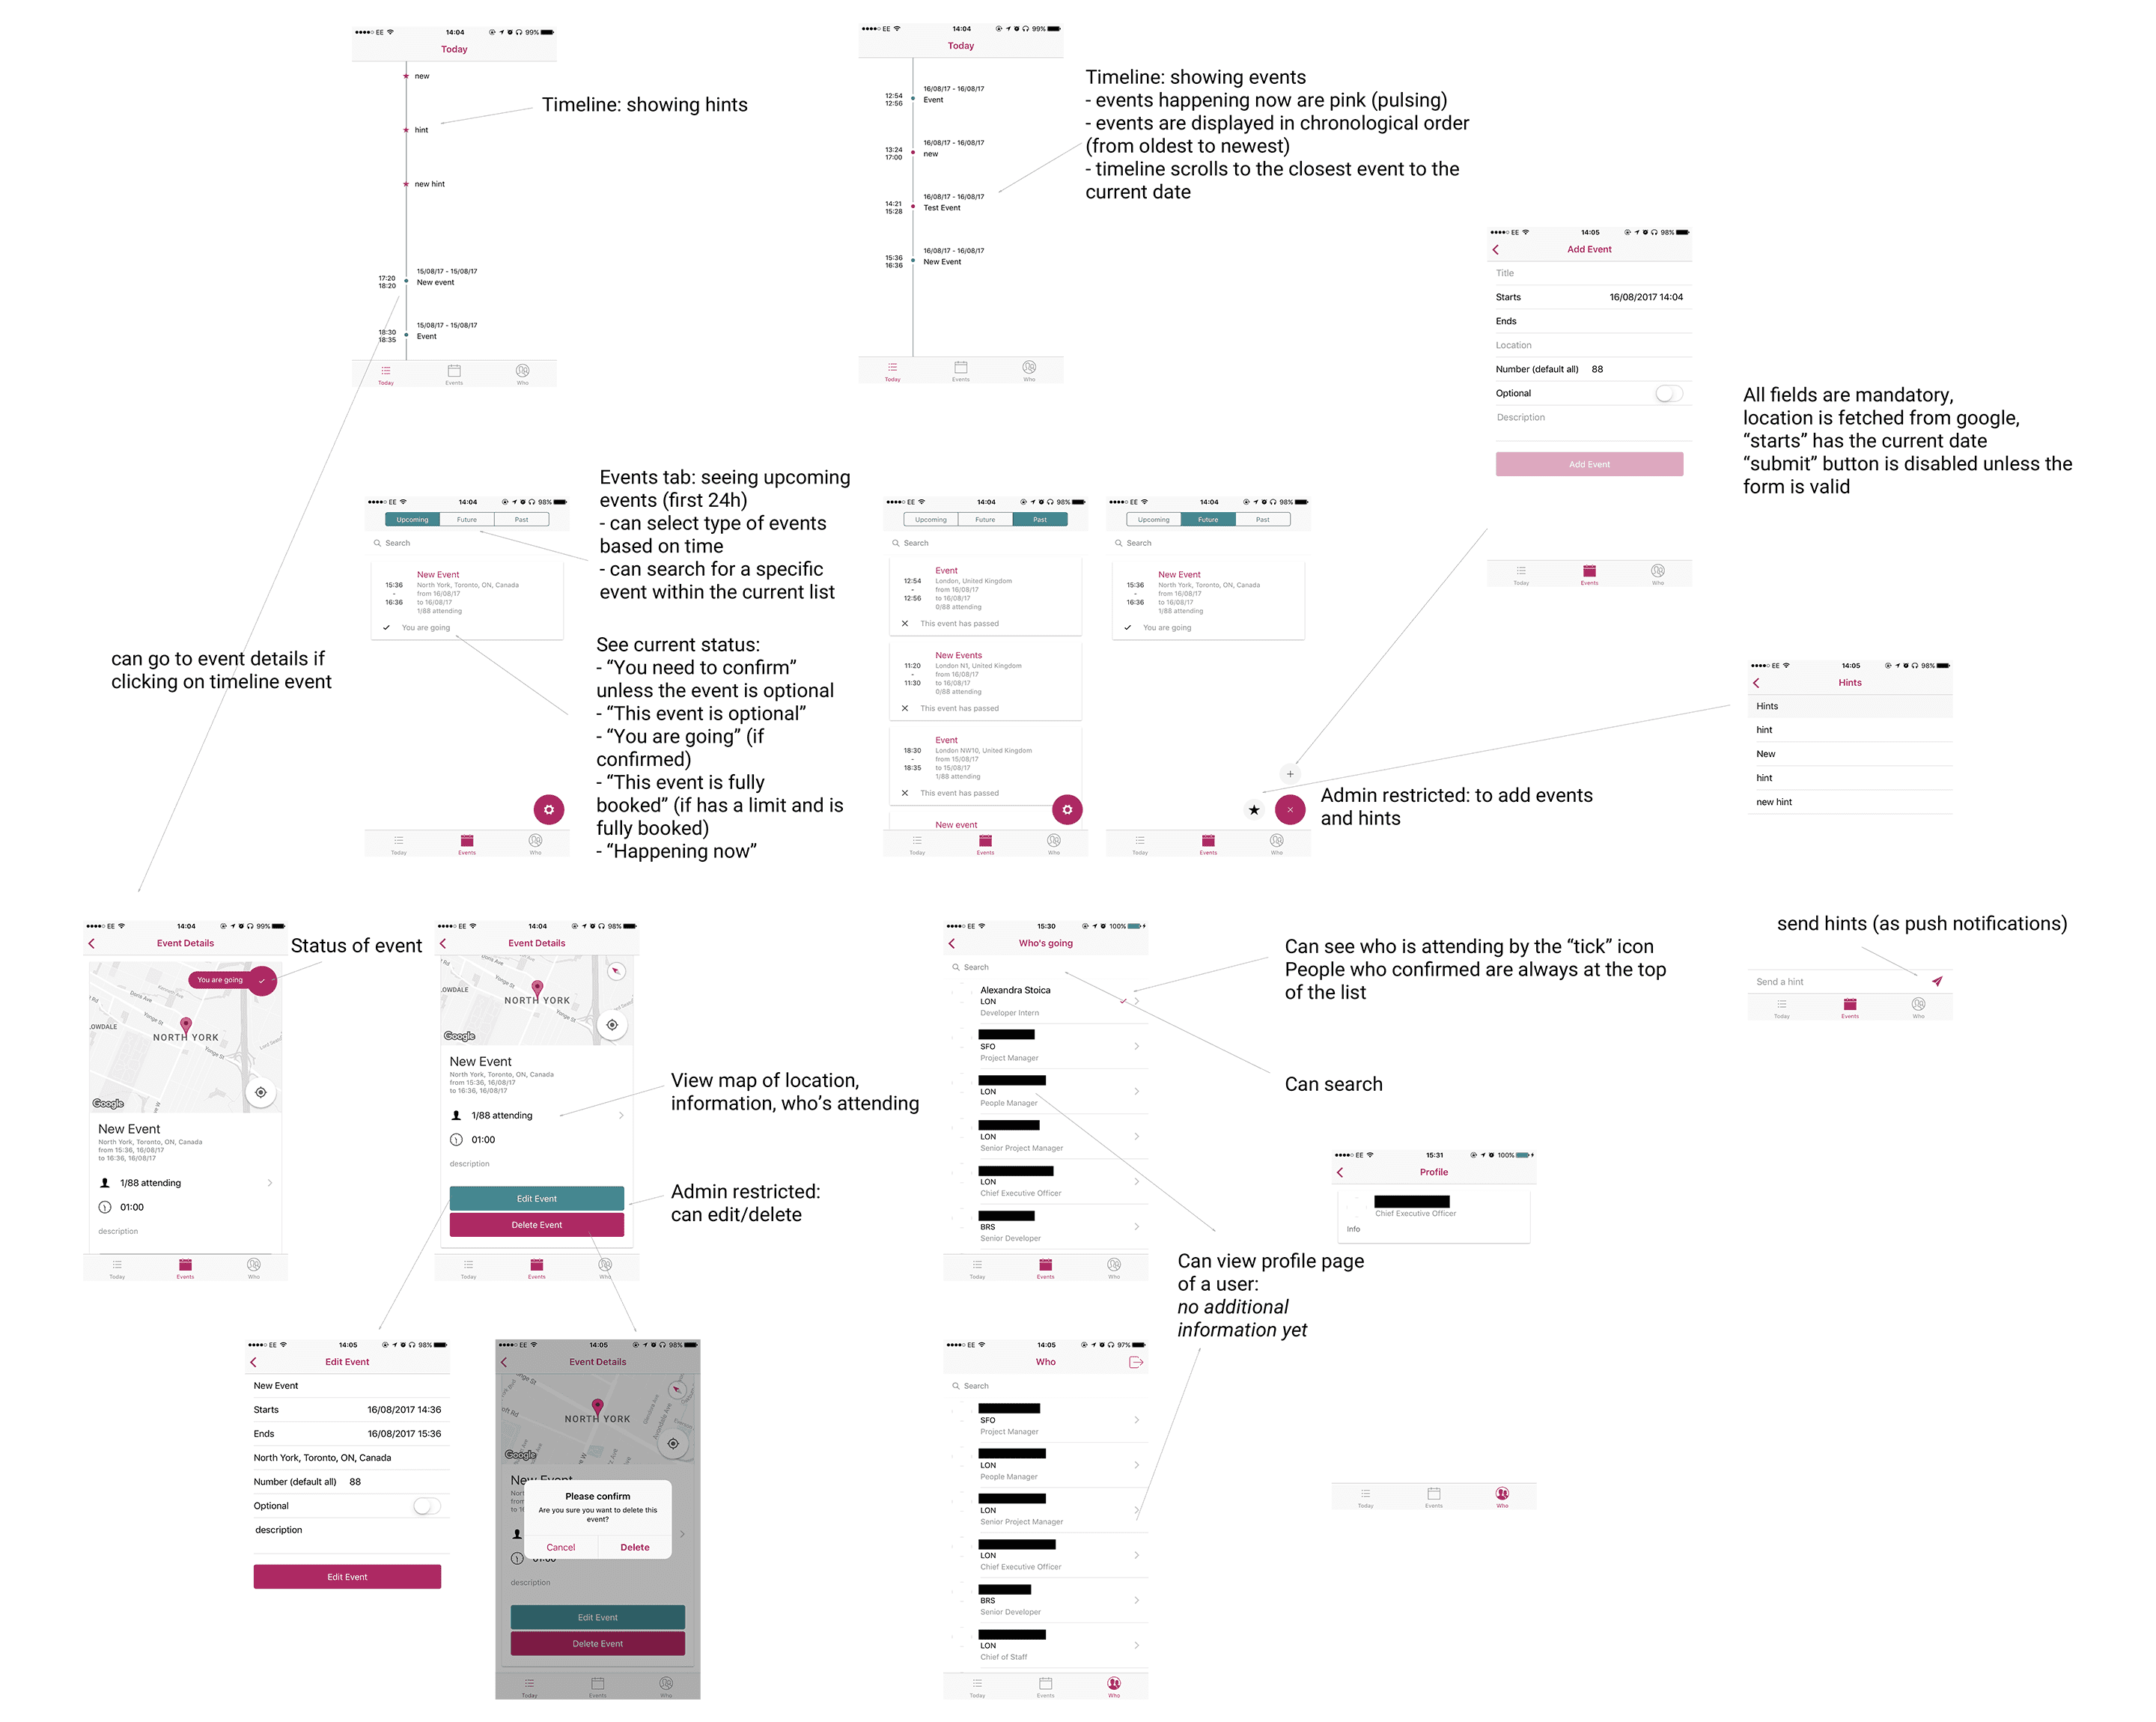 EE 14:04 99%
Today
new
hint
new hint
17:20
18:20
15/08/17 - 15/08/17
New event
18:30
18:35
15/08/17 - 15/08/17
Event
Today Events Who
Timeline: showing hints
EE 14:04 99%
Today
12:54
12:56
16/08/17 - 16/08/17
Event
13:24
17:00
16/08/17 - 16/08/17
new
14:21
15:28
16/08/17 - 16/08/17
Test Event
15:36
16:36
16/08/17 - 16/08/17
New Event
Today Events Who
Timeline: showing events
- events happening now are pink (pulsing)
- events are displayed in chronological order
(from oldest to newest)
- timeline scrolls to the closest event to the
current date
EE 14:05 98%
Add Event
Title
Starts 16/08/2017 14:04
Ends
Location
Number (default all) 88
Optional
Description
Add Event
Today Events Who
All fields are mandatory,
location is fetched from google,
“starts” has the current date
“submit” button is disabled unless the
form is valid
EE 14:04 98%
Upcoming Future Past
Search
15:36
-
16:36
New Event
North York, Toronto, ON, Canada
from 16/08/17
to 16/08/17
1/88 attending
You are going
Today Events Who
Events tab: seeing upcoming
events (first 24h)
- can select type of events
based on time
- can search for a specific
event within the current list
See current status:
- “You need to confirm”
unless the event is optional
- “This event is optional”
- “You are going” (if
confirmed)
- “This event is fully
booked” (if has a limit and is
fully booked)
- “Happening now”
EE 14:04 98%
Upcoming Future Past
Search
12:54
-
12:56
Event
London, United Kingdom
from 16/08/17
to 16/08/17
0/88 attending
This event has passed
11:20
-
11:30
New Events
London N1, United Kingdom
from 16/08/17
to 16/08/17
0/88 attending
This event has passed
18:30
-
18:35
Event
London NW10, United Kingdom
from 15/08/17
to 15/08/17
1/88 attending
This event has passed
New event
Today Events Who
EE 14:04 98%
Upcoming Future Past
Search
15:36
-
16:36
New Event
North York, Toronto, ON, Canada
from 16/08/17
to 16/08/17
1/88 attending
You are going
Today Events Who
Admin restricted: to add events
and hints
can go to event details if
clicking on timeline event
EE 14:05 98%
Hints
Hints
hint
New
hint
new hint
send hints (as push notifications)
Send a hint
Today Events Who
EE 14:04 99%
Event Details
You are going
Doris Ave
Yonge St
LOWDALE
NORTH YORK
Google
New Event
North York, Toronto, ON, Canada
from 15:36, 16/08/17
to 16:36, 16/08/17
1/88 attending
01:00
description
Today Events Who
Status of event
EE 14:04 98%
Event Details
OWDALE
NORTH YORK
Yonge St
Google
New Event
North York, Toronto, ON, Canada
from 15:36, 16/08/17
to 16:36, 16/08/17
1/88 attending
01:00
description
Edit Event
Delete Event
Today Events Who
View map of location,
information, who’s attending
Admin restricted:
can edit/delete
EE 15:30 100%
Who's going
Search
Alexandra Stoica
LON
Developer Intern
SFO
Project Manager
LON
People Manager
LON
Senior Project Manager
LON
Chief Executive Officer
BRS
Senior Developer
Today Events Who
Can see who is attending by the “tick” icon
People who confirmed are always at the top
of the list
Can search
Can view profile page
of a user:
no additional
information yet
EE 15:31 100%
Profile
Chief Executive Officer
Info
Today Events Who
EE 14:05 98%
Edit Event
New Event
Starts 16/08/2017 14:36
Ends 16/08/2017 15:36
North York, Toronto, ON, Canada
Number (default all) 88
Optional
description
Edit Event
EE 14:05 98%
Event Details
NORTH YORK
Google
Please confirm
Are you sure you want to delete this
event?
Cancel Delete
01:00
description
Edit Event
Delete Event
Today Events Who
EE 14:05 97%
Who
Search
SFO
Project Manager
LON
People Manager
LON
Senior Project Manager
LON
Chief Executive Officer
BRS
Senior Developer
LON
Chief of Staff
Today Events Who